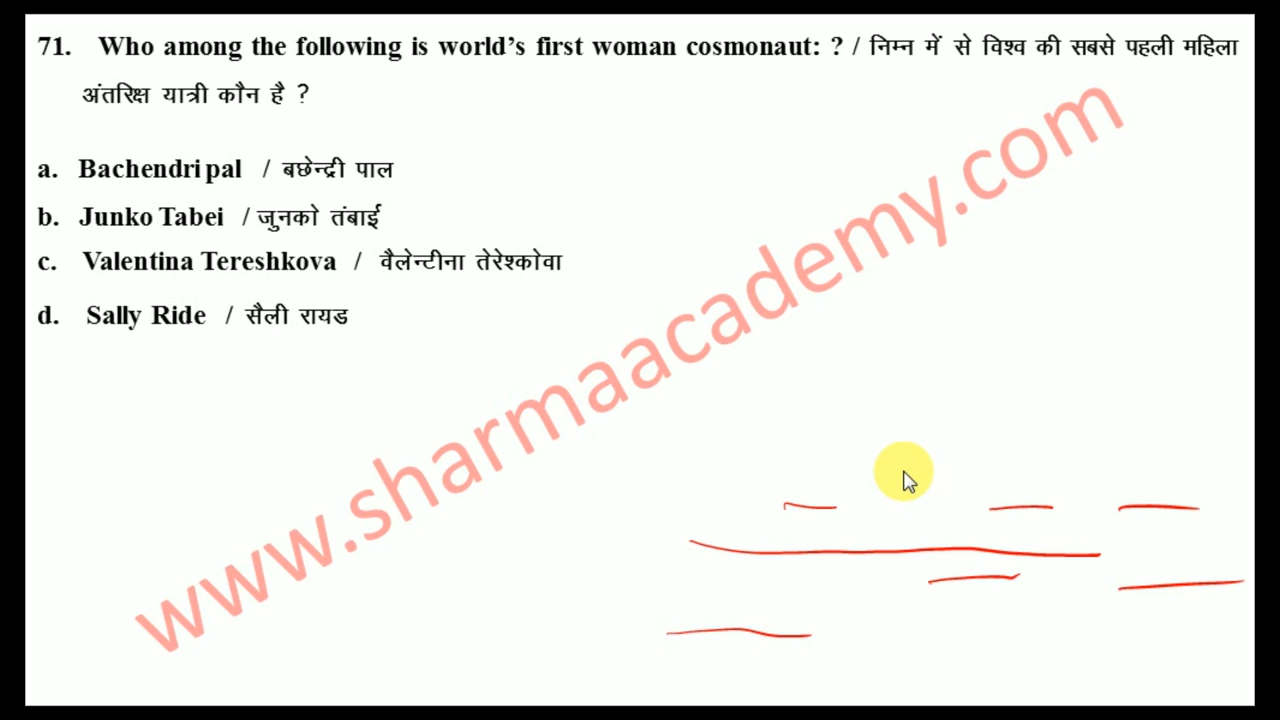 71. Who among the following is world's first woman cosmonaut: ? / निम्न में से विश्व की सबसे पहली महिला
अंतरिक्ष यात्री कौन है ?
a. Bachendri pal / बछेन्द्री पाल
b. Junko Tabei / जुनको तंबाई
c. Valentina Tereshkova / वैलेन्टीना तेरेश्कोवा
d. Sally Ride / सैली रायड
www.sharmaacademy.com